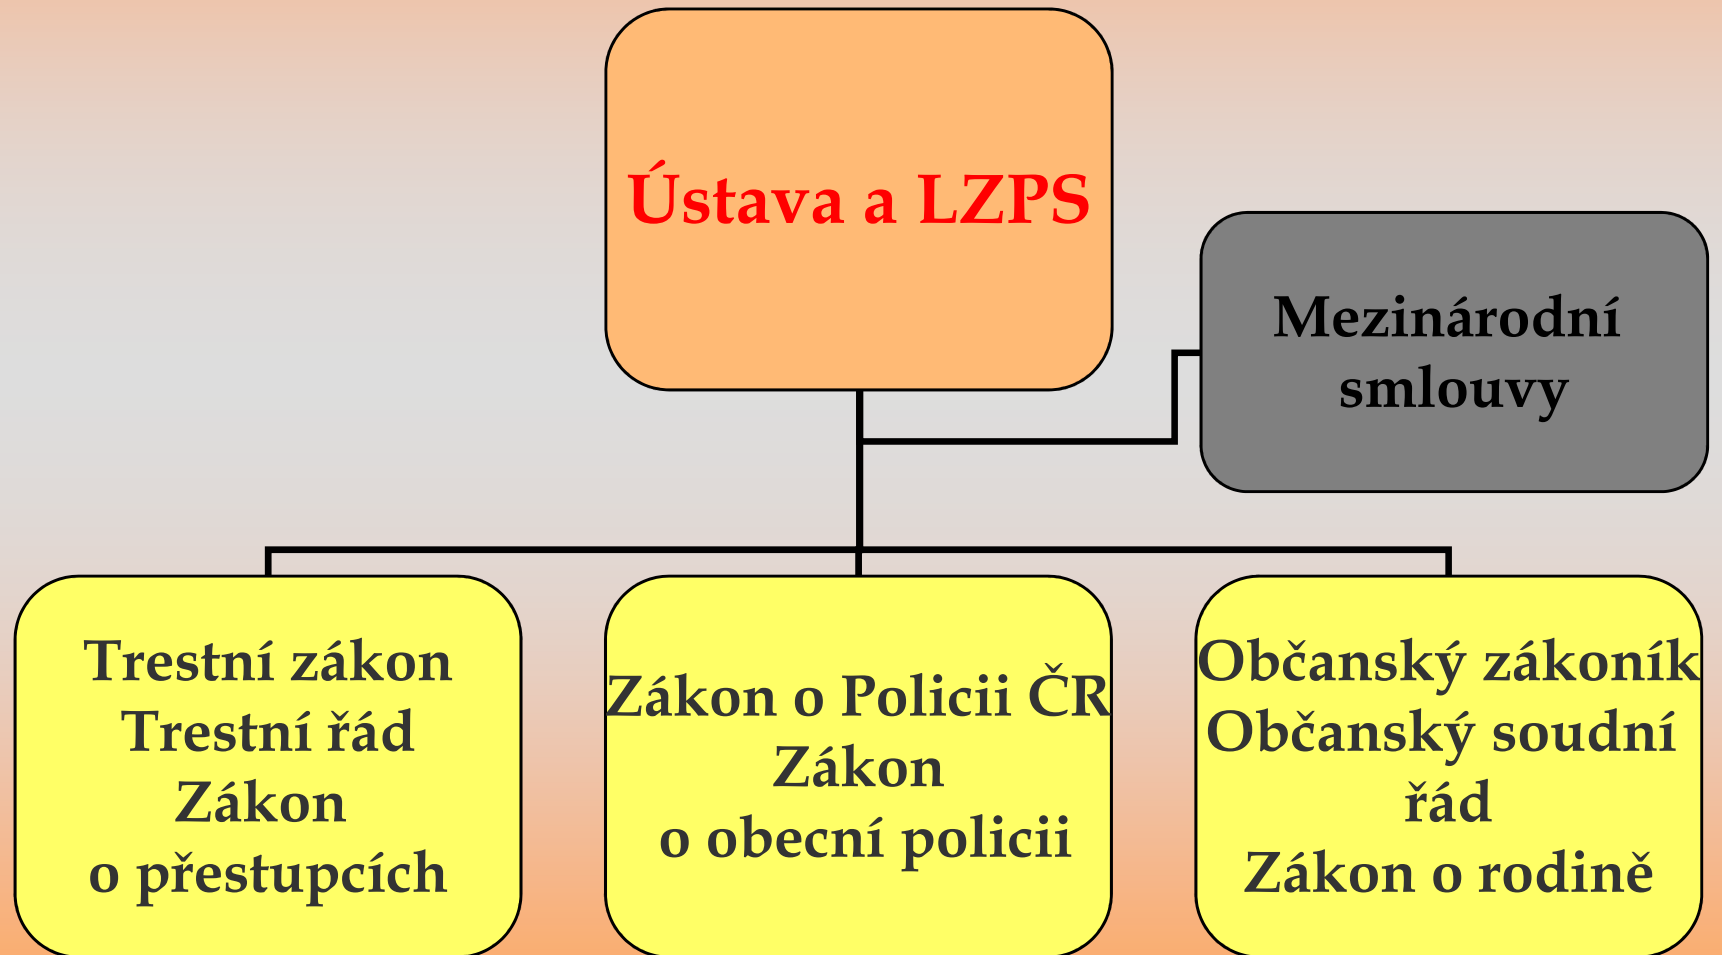 Ústava a LZPS
Mezinárodní
smlouvy
Trestní zákon
Trestní řád
Zákon
o přestupcích
Zákon o Policii ČR
Zákon
o obecní policii
Občanský zákoník
Občanský soudní
řád
Zákon o rodině